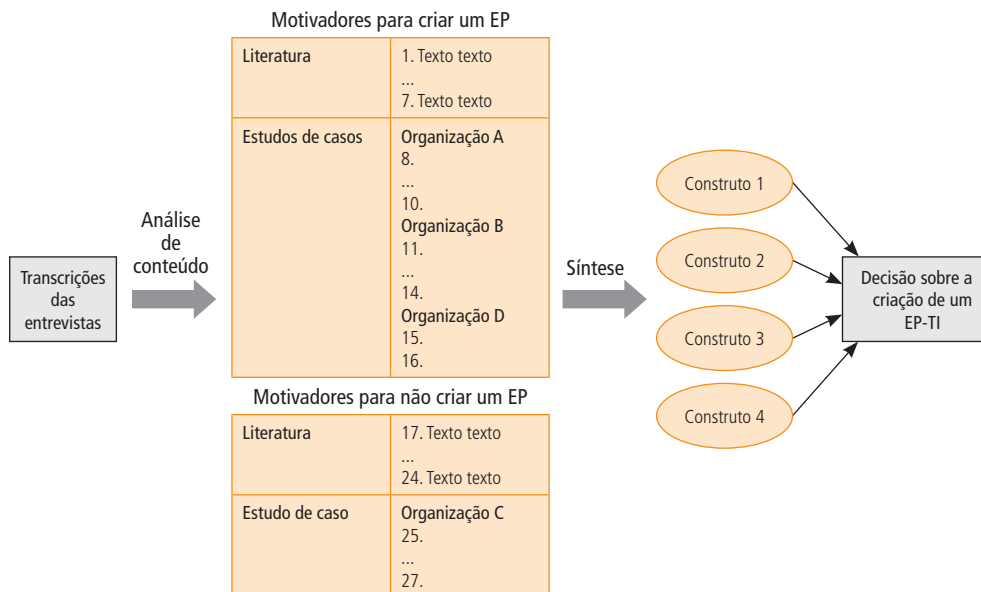 Motivadores para criar um EP
Literatura
1. Texto texto
...
7. Texto texto
Estudos de casos
Organização A
8.
...
10.
Organização B
11.
...
14.
Organização D
15.
16.
Motivadores para não criar um EP
Literatura
17. Texto texto
...
24. Texto texto
Estudo de caso
Organização C
25.
...
27.
Transcrições
das
entrevistas
Análise
de
conteúdo
Síntese
Construto 1
Construto 2
Construto 3
Construto 4
Decisão sobre a
criação de um
EP-TI